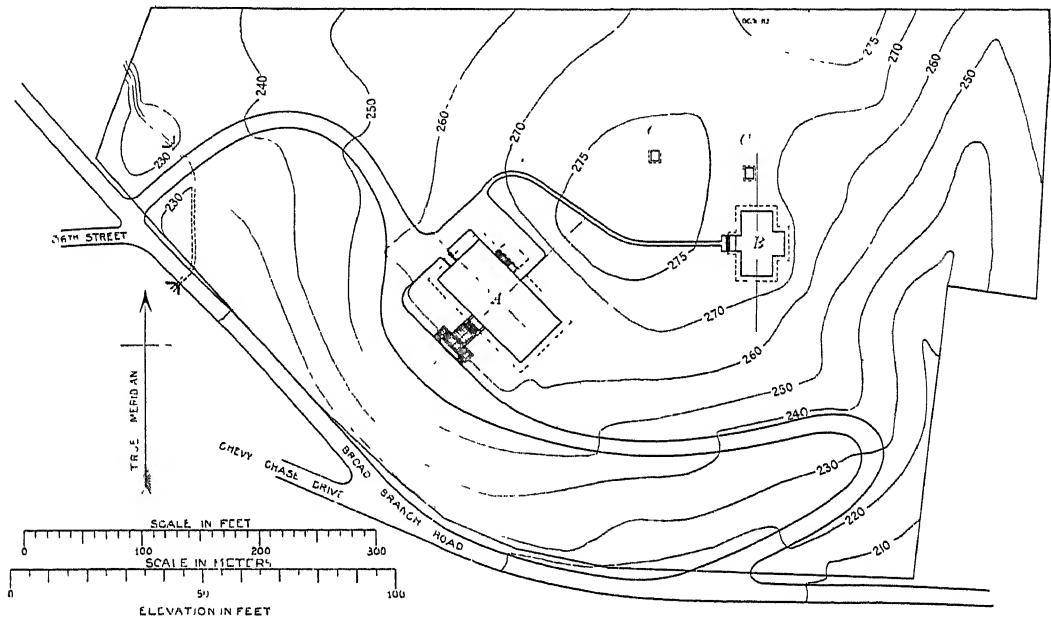 275
270
260
250
240
250
260
270
275
230
230
36TH STREET
A
B
C
C
275
270
260
250
240
230
220
210
TRUE MERIDIAN
CHEVY CHASE DRIVE
BROAD BRANCH ROAD
SCALE IN FEET
0 100 200 300
SCALE IN METERS
0 50 100
ELEVATION IN FEET